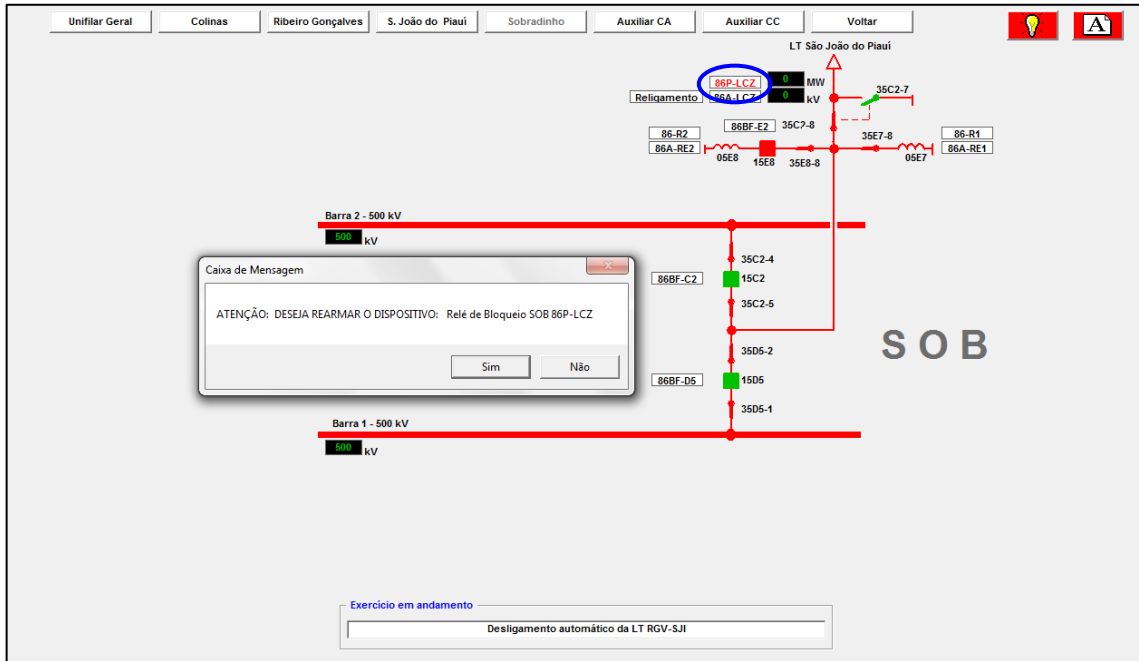 Unifilar Geral
Colinas
Ribeiro Gonçalves
S. João do Piauí
Sobradinho
Auxiliar CA
Auxiliar CC
Voltar
A
LT São João do Piauí
86P-LCZ
0
MW
Religamento
86A-LCZ
0
kV
35C2-7
86BF-E2
35C2-8
86-R2
86A-RE2
05E8
15E8
35E8-8
35E7-8
05E7
86-R1
86A-RE1
Barra 2 - 500 kV
500
kV
35C2-4
86BF-C2
15C2
35C2-5
Caixa de Mensagem
x
ATENÇÃO: DESEJA REARMAR O DISPOSITIVO: Relé de Bloqueio SOB 86P-LCZ
Sim
Não
35D5-2
86BF-D5
15D5
35D5-1
S O B
Barra 1 - 500 kV
500
kV
Exercício em andamento
Desligamento automático da LT RGV-SJI